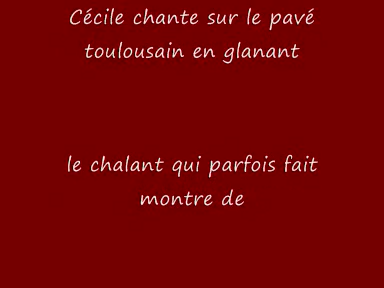 Cécile chante sur le pavé
toulousain en glanant
le chalant qui parfois fait
montre de